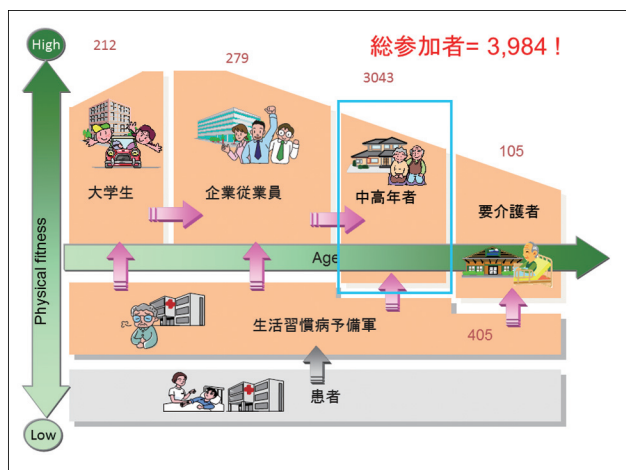 High
212
279
総参加者= 3,984 !
3043
105
大学生
企業従業員
中高年者
要介護者
Physical fitness
Age
生活習慣病予備軍
405
患者
Low